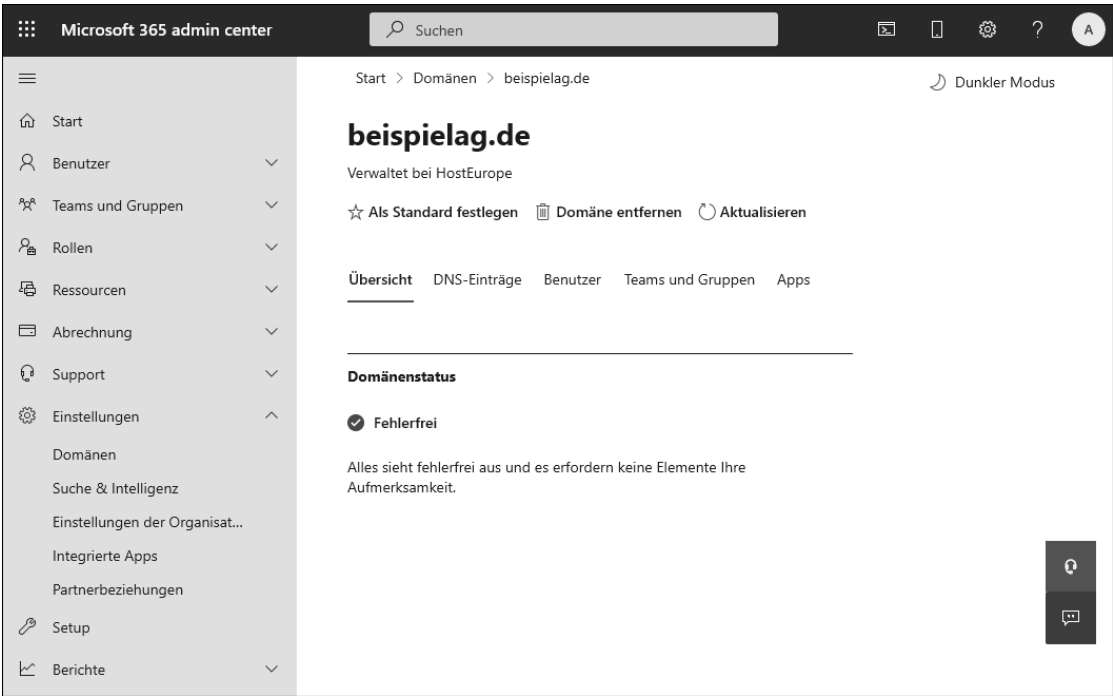 Microsoft 365 admin center
Suchen
A
Start
Benutzer
Teams und Gruppen
Rollen
Ressourcen
Abrechnung
Support
Einstellungen
Domänen
Suche & Intelligenz
Einstellungen der Organisat...
Integrierte Apps
Partnerbeziehungen
Setup
Berichte
Start > Domänen > beispielag.de
Dunkler Modus
beispielag.de
Verwaltet bei HostEurope
Als Standard festlegen Domäne entfernen Aktualisieren
Übersicht DNS-Einträge Benutzer Teams und Gruppen Apps
Domänenstatus
Fehlerfrei
Alles sieht fehlerfrei aus und es erfordern keine Elemente Ihre
Aufmerksamkeit.